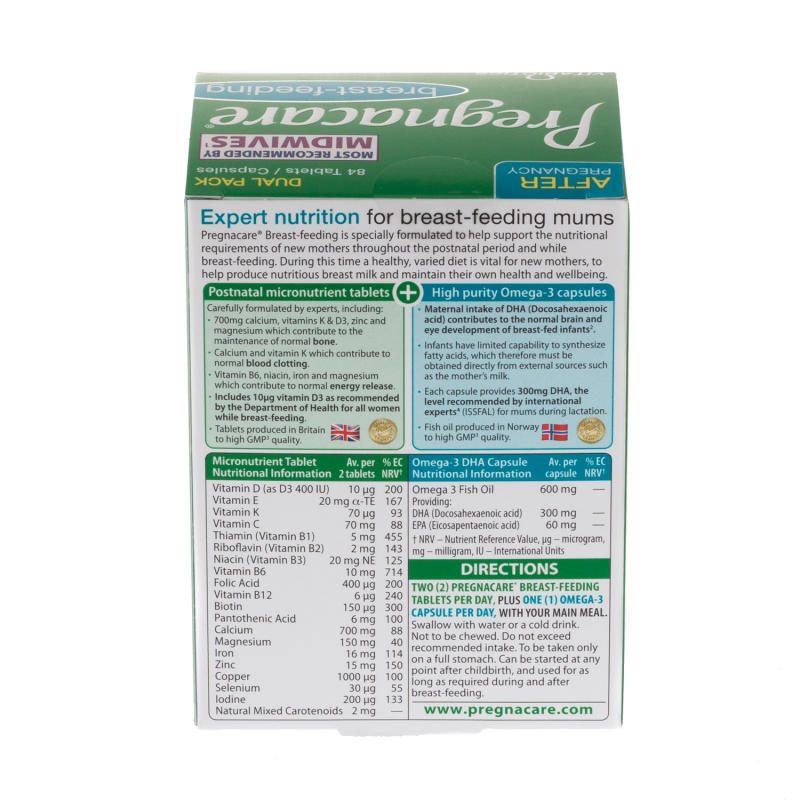 VITABIOTICS
Pregnacare®
breast-feeding
MOST RECOMMENDED BY
MIDWIVES¹
AFTER
PREGNANCY
DUAL PACK
84 Tablets / Capsules
Expert nutrition for breast-feeding mums
Pregnacare® Breast-feeding is specially formulated to help support the nutritional
requirements of new mothers throughout the postnatal period and while
breast-feeding. During this time a healthy, varied diet is vital for new mothers, to
help produce nutritious breast milk and maintain their own health and wellbeing.
Postnatal micronutrient tablets
Carefully formulated by experts, including:
• 700mg calcium, vitamins K & D3, zinc and
magnesium which contribute to the
maintenance of normal bone.
• Calcium and vitamin K which contribute to
normal blood clotting.
• Vitamin B6, niacin, iron and magnesium
which contribute to normal energy release.
• Includes 10μg vitamin D3 as recommended
by the Department of Health for all women
while breast-feeding.
• Tablets produced in Britain
to high GMP³ quality.
+
High purity Omega-3 capsules
• Maternal intake of DHA (Docosahexaenoic
acid) contributes to the normal brain and
eye development of breast-fed infants².
• Infants have limited capability to synthesize
fatty acids, which therefore must be
obtained directly from external sources such
as the mother's milk.
• Each capsule provides 300mg DHA, the
level recommended by international
experts⁴ (ISSFAL) for mums during lactation.
• Fish oil produced in Norway
to high GMP³ quality.
Micronutrient Tablet Av. per % EC
Nutritional Information 2 tablets NRV†
Vitamin D (as D3 400 IU) 10 μg 200
Vitamin E 20 mg α-TE 167
Vitamin K 70 μg 93
Vitamin C 70 mg 88
Thiamin (Vitamin B1) 5 mg 455
Riboflavin (Vitamin B2) 2 mg 143
Niacin (Vitamin B3) 20 mg NE 125
Vitamin B6 10 mg 714
Folic Acid 400 μg 200
Vitamin B12 6 μg 240
Biotin 150 μg 300
Pantothenic Acid 6 mg 100
Calcium 700 mg 88
Magnesium 150 mg 40
Iron 16 mg 114
Zinc 15 mg 150
Copper 1000 μg 100
Selenium 30 μg 55
Iodine 200 μg 133
Natural Mixed Carotenoids 2 mg —
Omega-3 DHA Capsule Av. per % EC
Nutritional Information capsule NRV†
Omega 3 Fish Oil 600 mg —
Providing:
DHA (Docosahexaenoic acid) 300 mg —
EPA (Eicosapentaenoic acid) 60 mg —
† NRV – Nutrient Reference Value, μg – microgram,
mg – milligram, IU – International Units
DIRECTIONS
TWO (2) PREGNACARE® BREAST-FEEDING
TABLETS PER DAY, PLUS ONE (1) OMEGA-3
CAPSULE PER DAY, WITH YOUR MAIN MEAL.
Swallow with water or a cold drink.
Not to be chewed. Do not exceed
recommended intake. To be taken only
on a full stomach. Can be started at any
point after childbirth, and used for as
long as required during and after
breast-feeding.
www.pregnacare.com